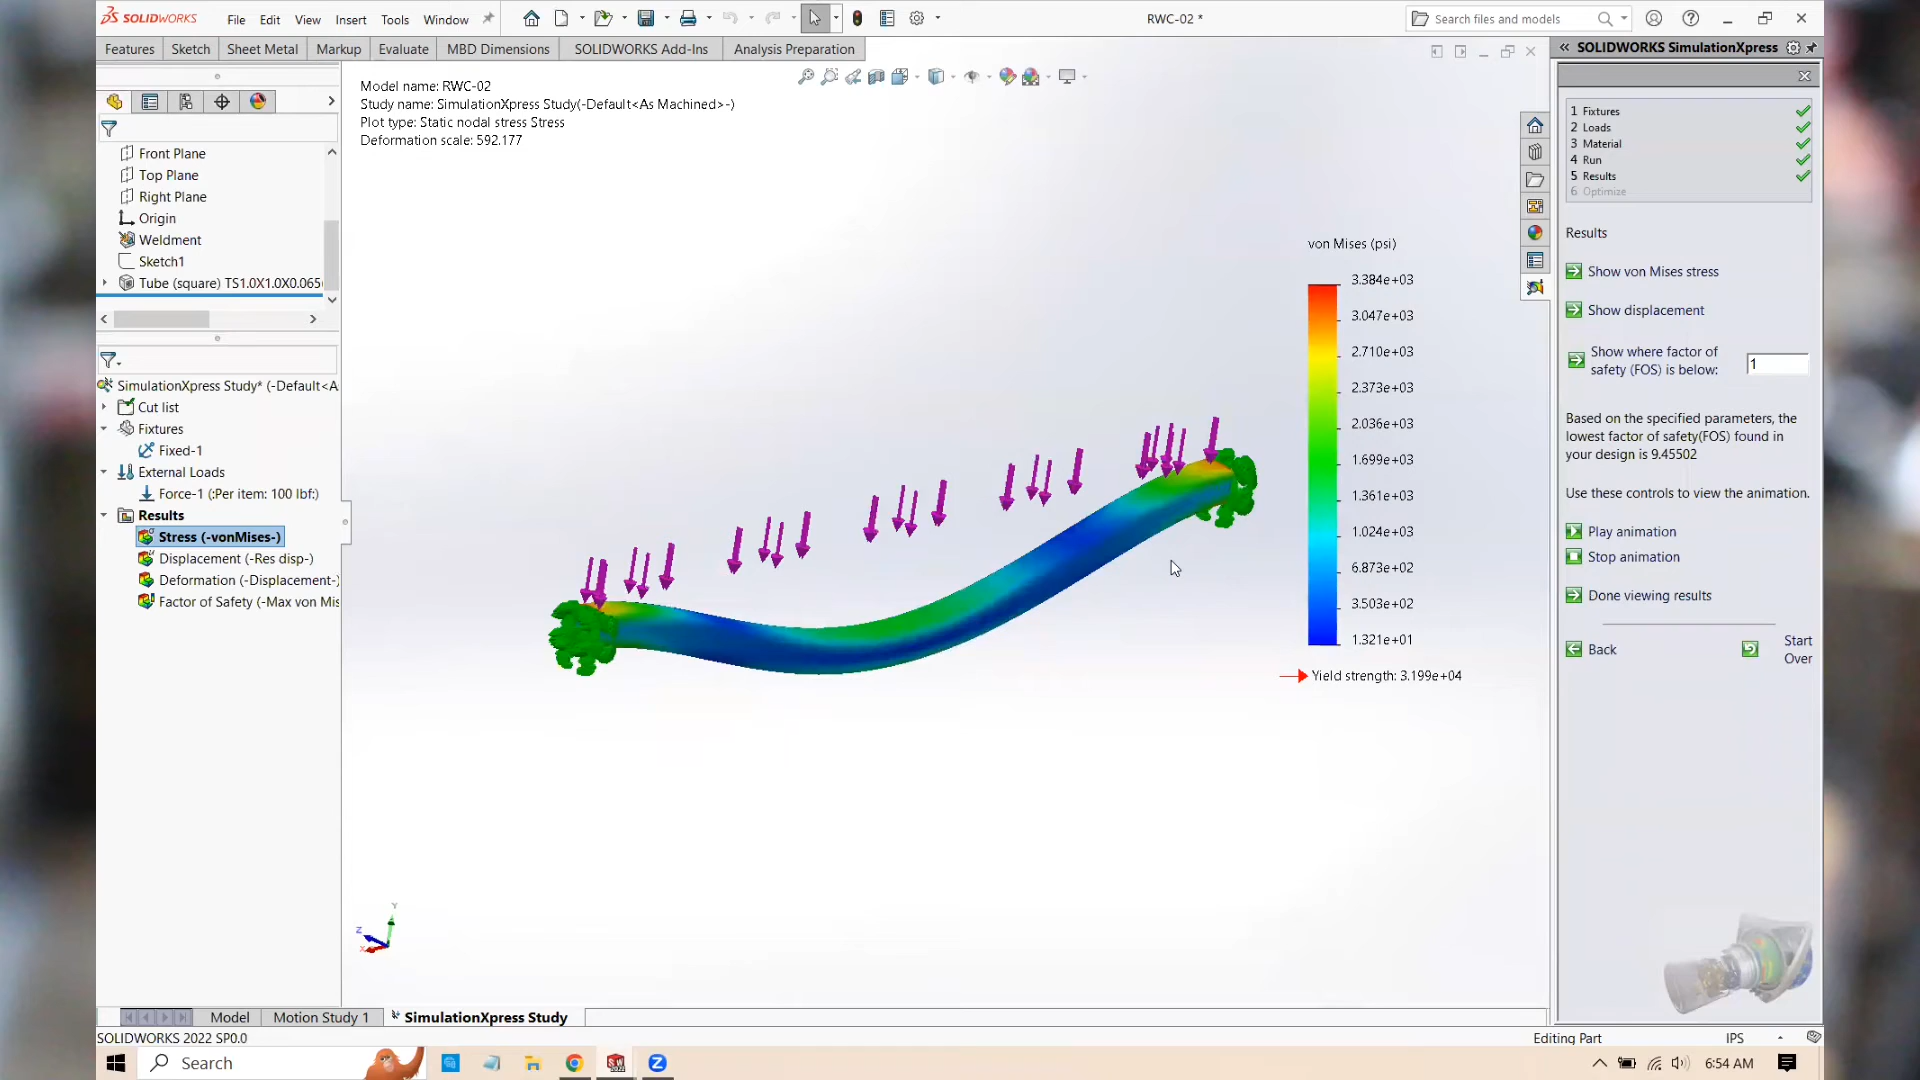 SOLIDWORKS File Edit View Insert Tools Window RWC-02 * Search files and models
Features Sketch Sheet Metal Markup Evaluate MBD Dimensions SOLIDWORKS Add-Ins Analysis Preparation
Front Plane
Top Plane
Right Plane
Origin
Weldment
Sketch1
Tube (square) TS1.0X1.0X0.065
SimulationXpress Study* (-Default<A
Cut list
Fixtures
Fixed-1
External Loads
Force-1 (:Per item: 100 lbf:)
Results
Stress (-vonMises-)
Displacement (-Res disp-)
Deformation (-Displacement-)
Factor of Safety (-Max von Mis
Model name: RWC-02
Study name: SimulationXpress Study(-Default<As Machined>-)
Plot type: Static nodal stress Stress
Deformation scale: 592.177
von Mises (psi)
3.384e+03
3.047e+03
2.710e+03
2.373e+03
2.036e+03
1.699e+03
1.361e+03
1.024e+03
6.873e+02
3.503e+02
1.321e+01
Yield strength: 3.199e+04
Y
Z
X
« SOLIDWORKS SimulationXpress
1 Fixtures
2 Loads
3 Material
4 Run
5 Results
6 Optimize
Results
Show von Mises stress
Show displacement
Show where factor of
safety (FOS) is below: 1
Based on the specified parameters, the
lowest factor of safety(FOS) found in
your design is 9.45502
Use these controls to view the animation.
Play animation
Stop animation
Done viewing results
Back Start
Over
Model Motion Study 1 SimulationXpress Study
SOLIDWORKS 2022 SP0.0 Editing Part IPS
Search 6:54 AM